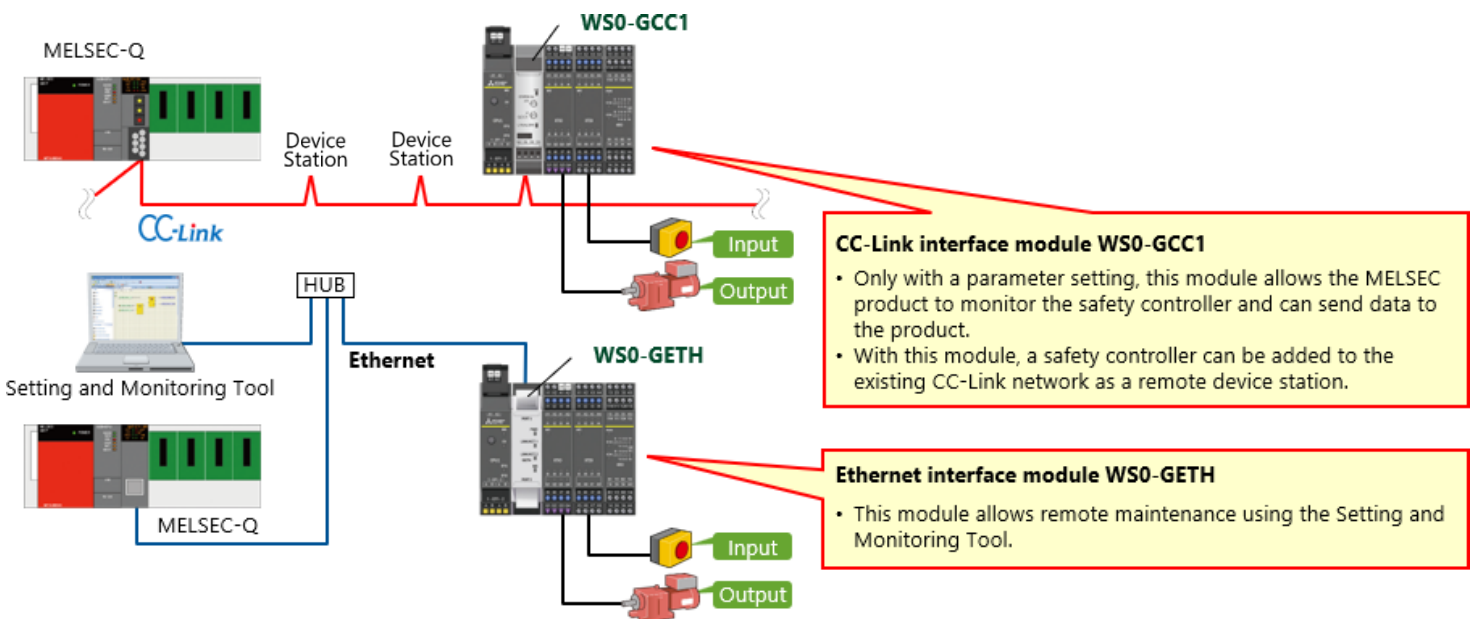 WS0-GCC1
MELSEC-Q
Device
Station
Device
Station
CC-Link
Input
Output
CC-Link interface module WS0-GCC1
• Only with a parameter setting, this module allows the MELSEC
product to monitor the safety controller and can send data to
the product.
• With this module, a safety controller can be added to the
existing CC-Link network as a remote device station.
HUB
Ethernet
Setting and Monitoring Tool
WS0-GETH
MELSEC-Q
Input
Output
Ethernet interface module WS0-GETH
• This module allows remote maintenance using the Setting and
Monitoring Tool.